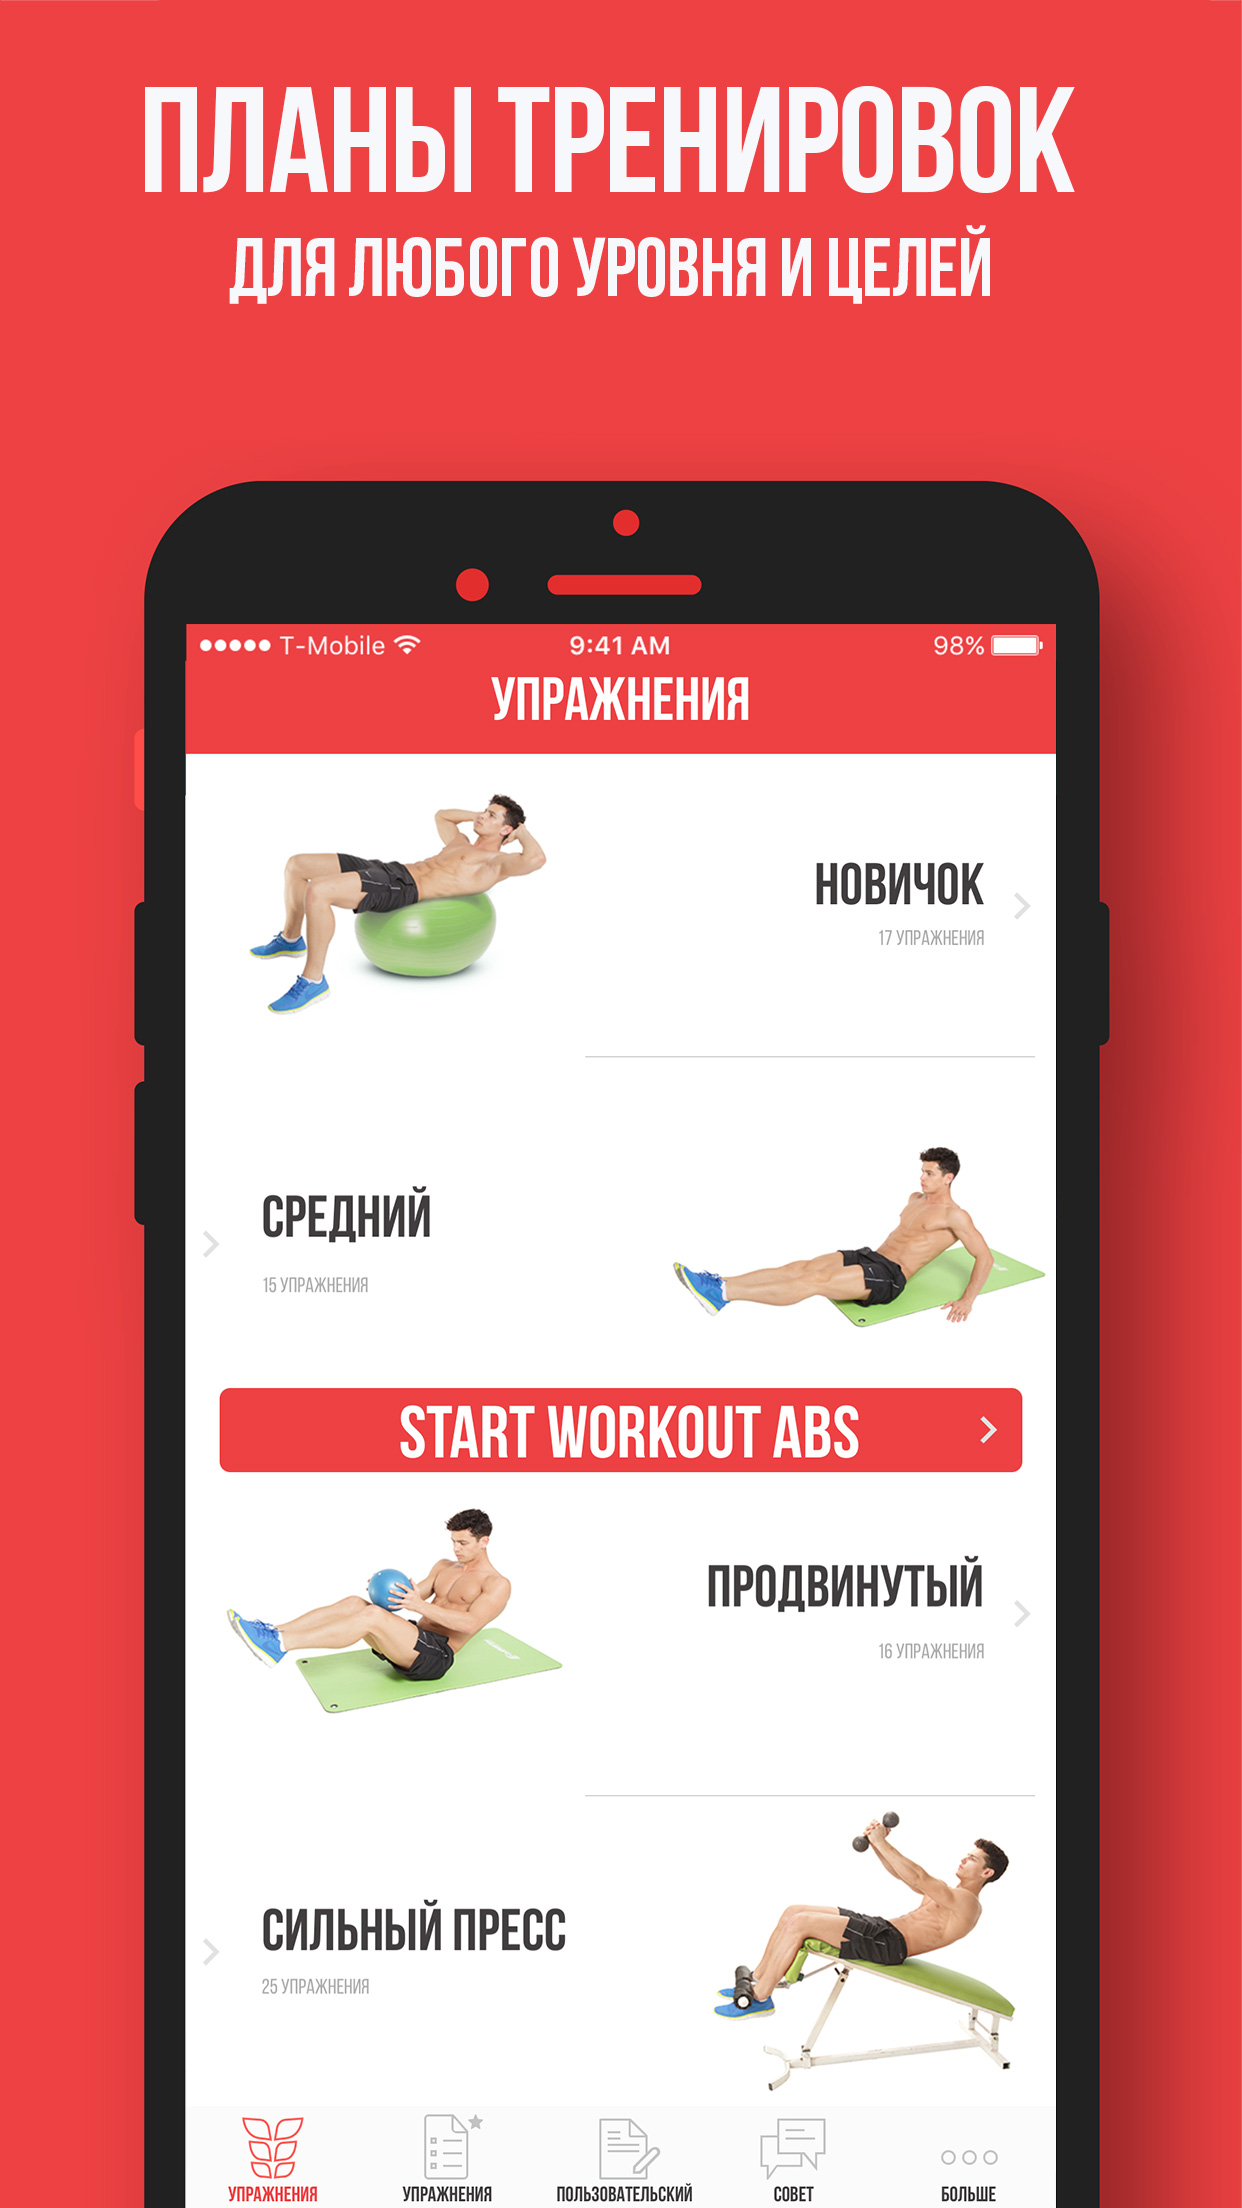 ПЛАНЫ ТРЕНИРОВОК
ДЛЯ ЛЮБОГО УРОВНЯ И ЦЕЛЕЙ
T-Mobile 9:41 AM 98%
УПРАЖНЕНИЯ
НОВИЧОК
17 УПРАЖНЕНИЯ
СРЕДНИЙ
15 УПРАЖНЕНИЯ
START WORKOUT ABS
ПРОДВИНУТЫЙ
16 УПРАЖНЕНИЯ
СИЛЬНЫЙ ПРЕСС
25 УПРАЖНЕНИЯ
УПРАЖНЕНИЯ УПРАЖНЕНИЯ ПОЛЬЗОВАТЕЛЬСКИЙ СОВЕТ БОЛЬШЕ